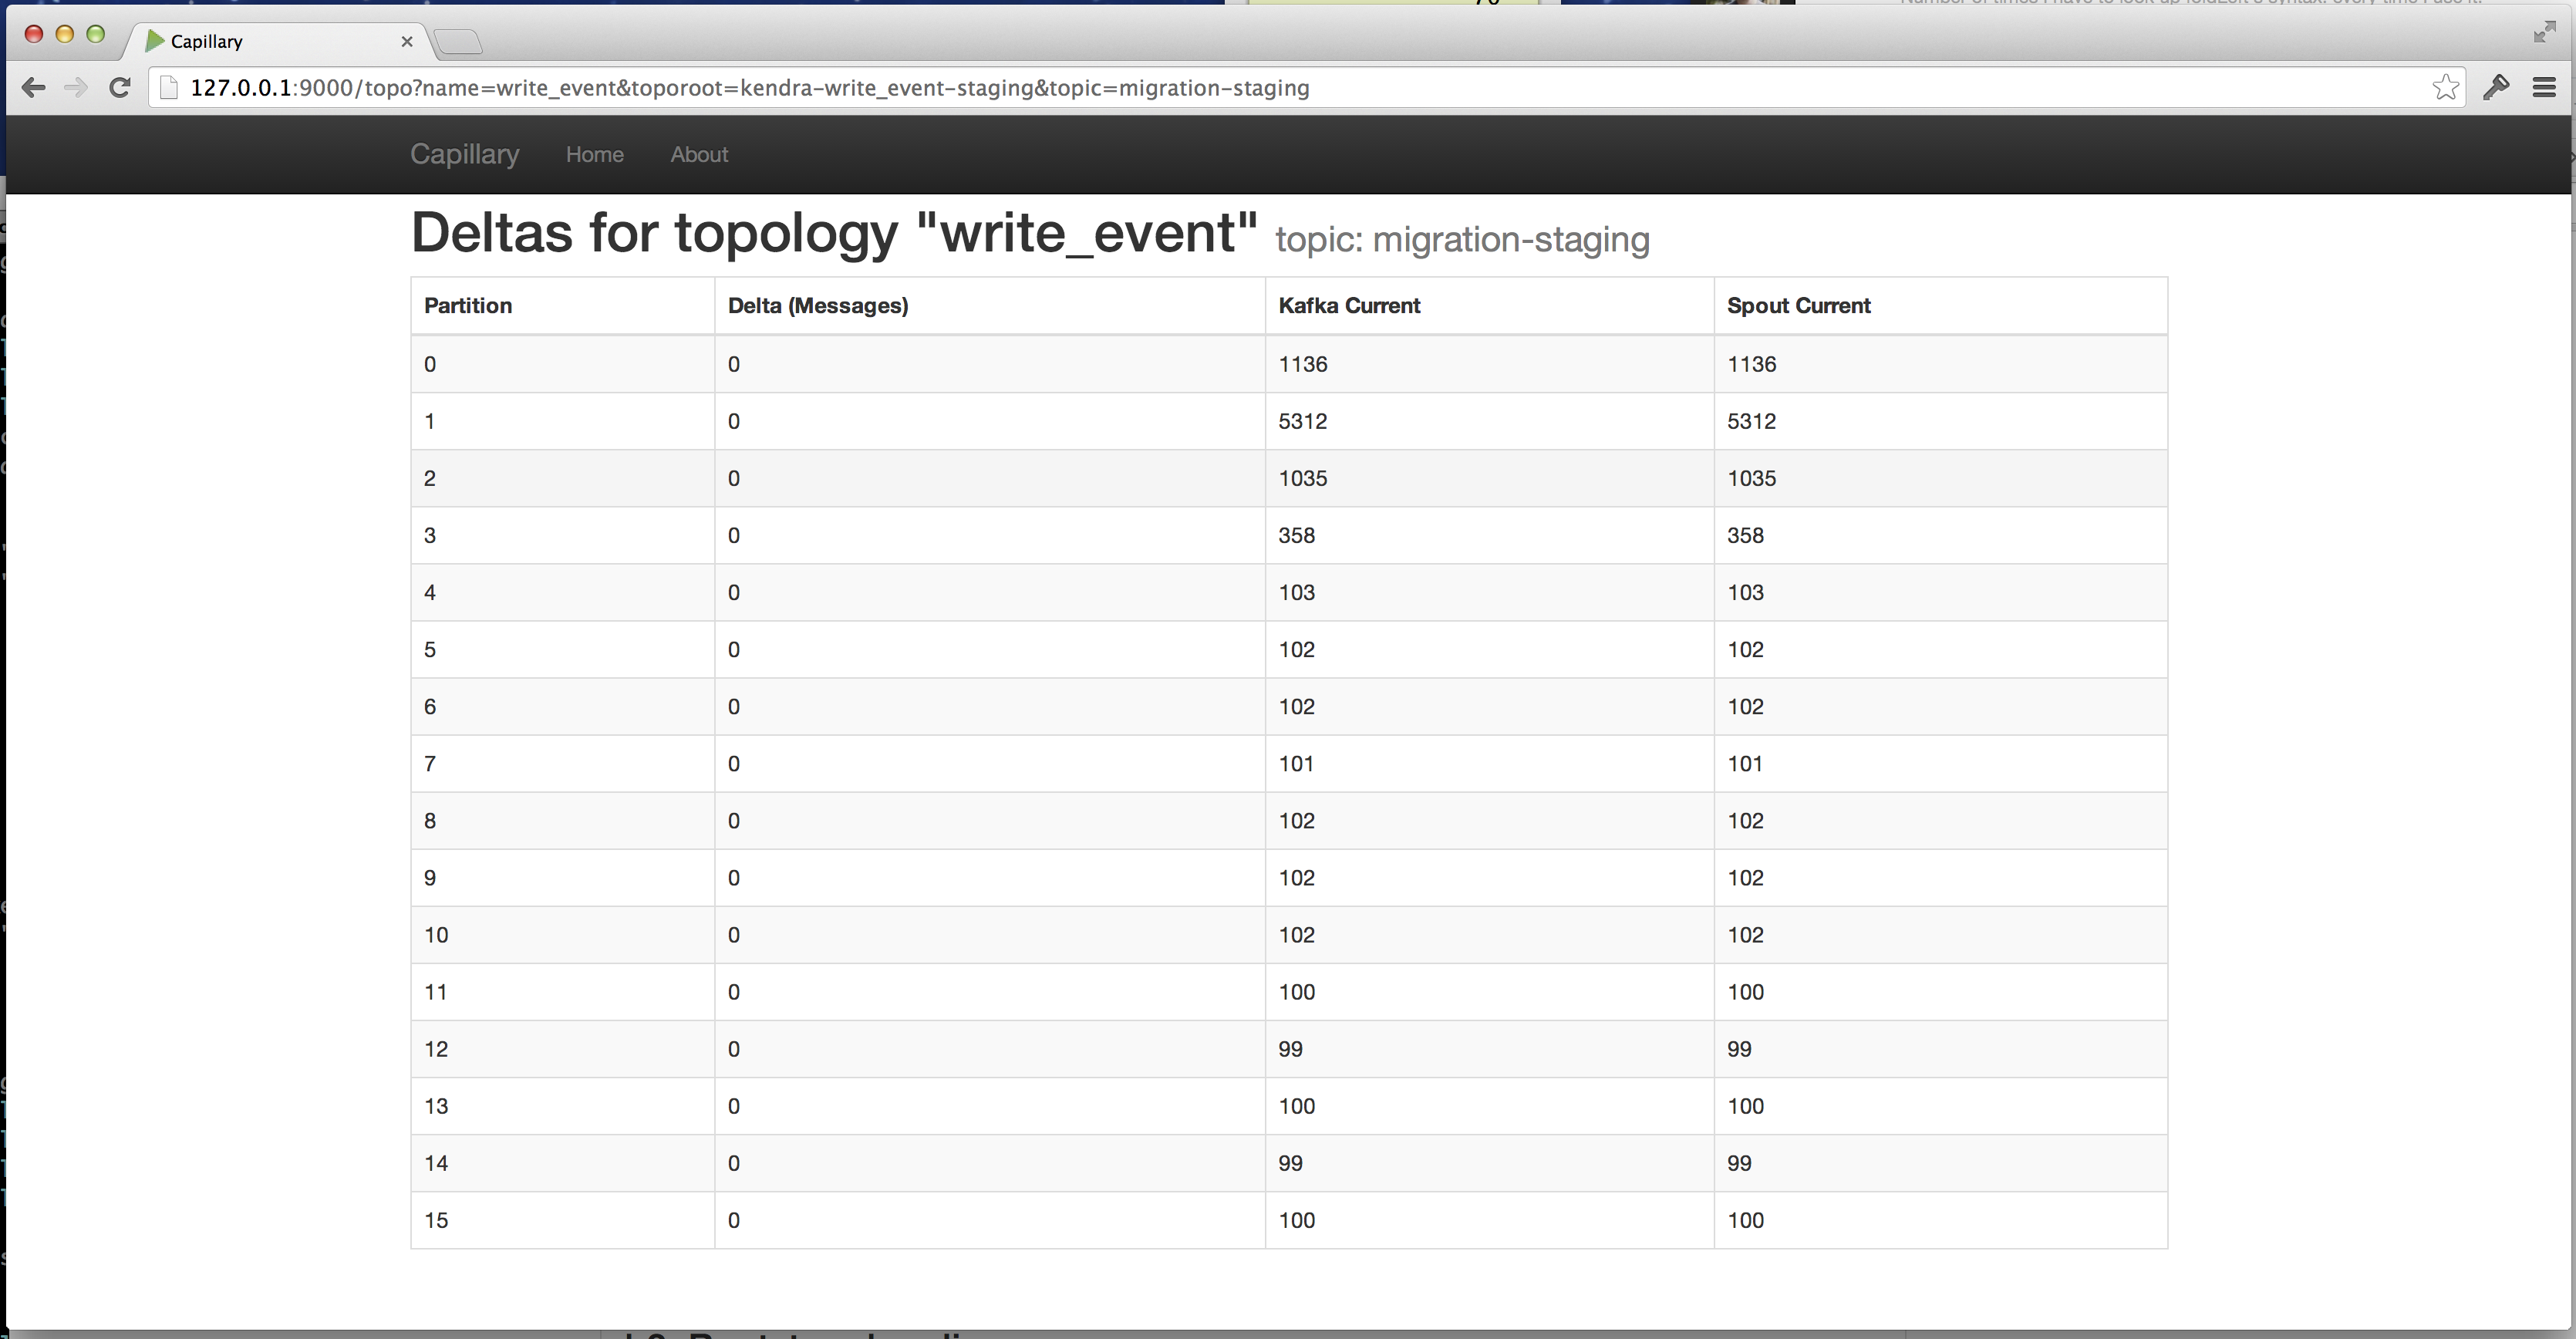 Capillary
127.0.0.1:9000/topo?name=write_event&toporoot=kendra-write_event-staging&topic=migration-staging
Capillary Home About
Deltas for topology "write_event" topic: migration-staging
Partition Delta (Messages) Kafka Current Spout Current
0 0 1136 1136
1 0 5312 5312
2 0 1035 1035
3 0 358 358
4 0 103 103
5 0 102 102
6 0 102 102
7 0 101 101
8 0 102 102
9 0 102 102
10 0 102 102
11 0 100 100
12 0 99 99
13 0 100 100
14 0 99 99
15 0 100 100